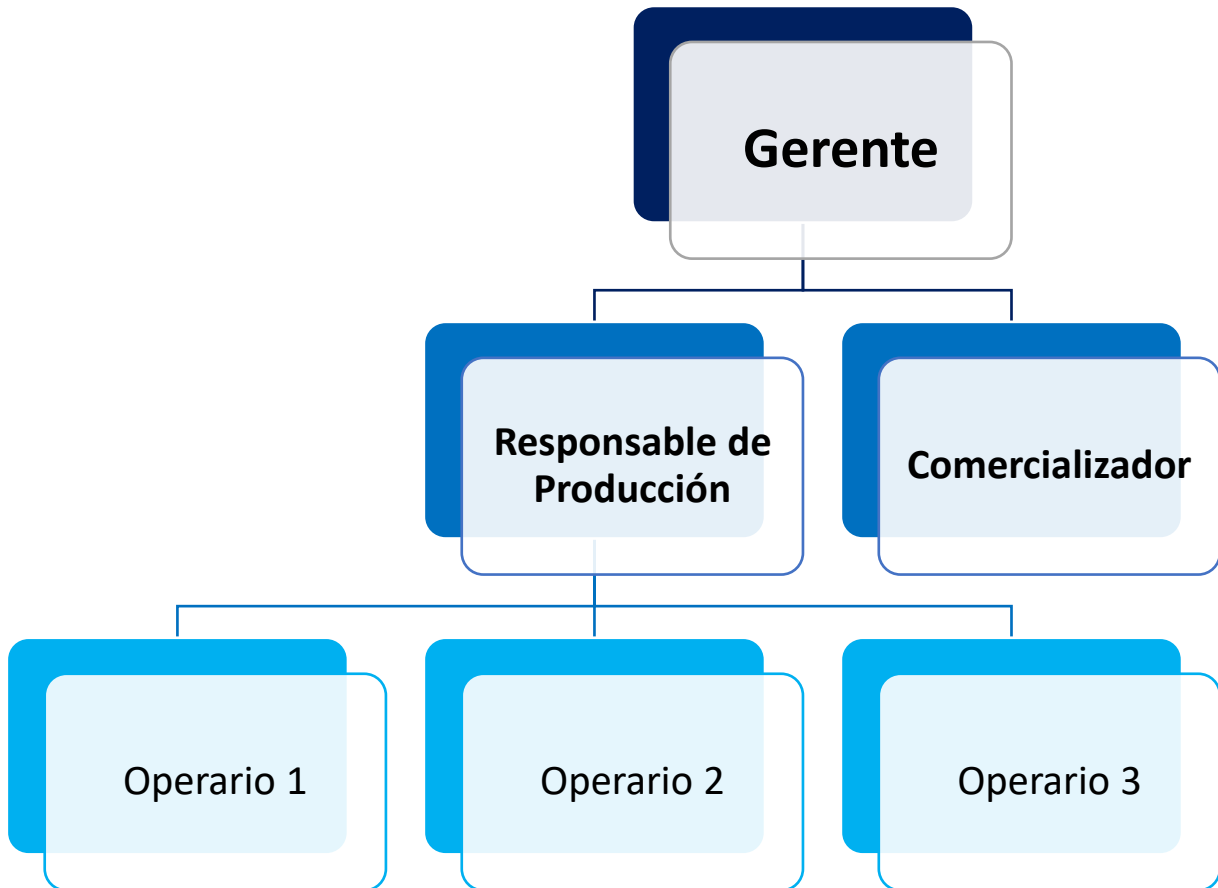 Gerente
Responsable de
Producción
Comercializador
Operario 1
Operario 2
Operario 3